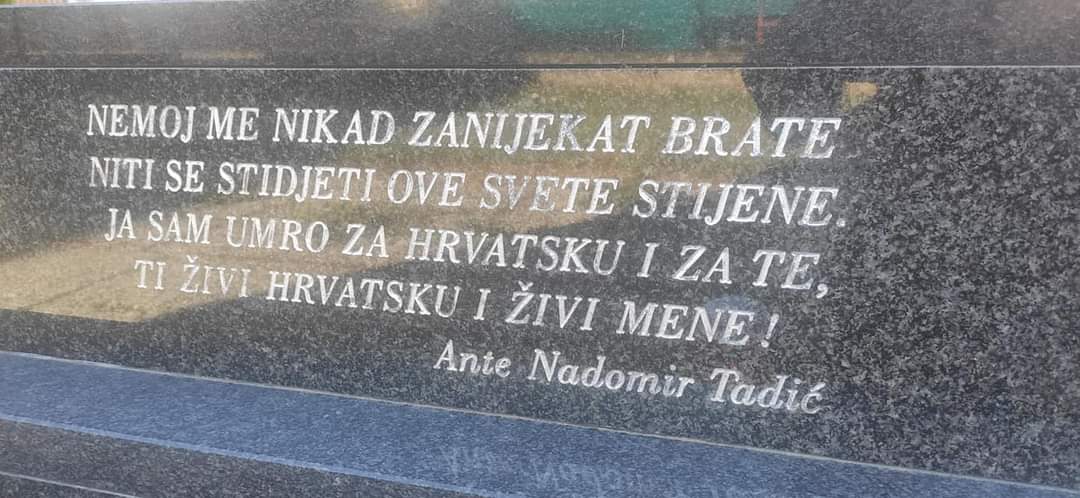 NEMOJ ME NIKAD ZANIJEKAT BRATE
NITI SE STIDJETI OVE SVETE STIJENE.
JA SAM UMRO ZA HRVATSKU I ZA TE,
TI ŽIVI HRVATSKU I ŽIVI MENE!
Ante Nadomir Tadić